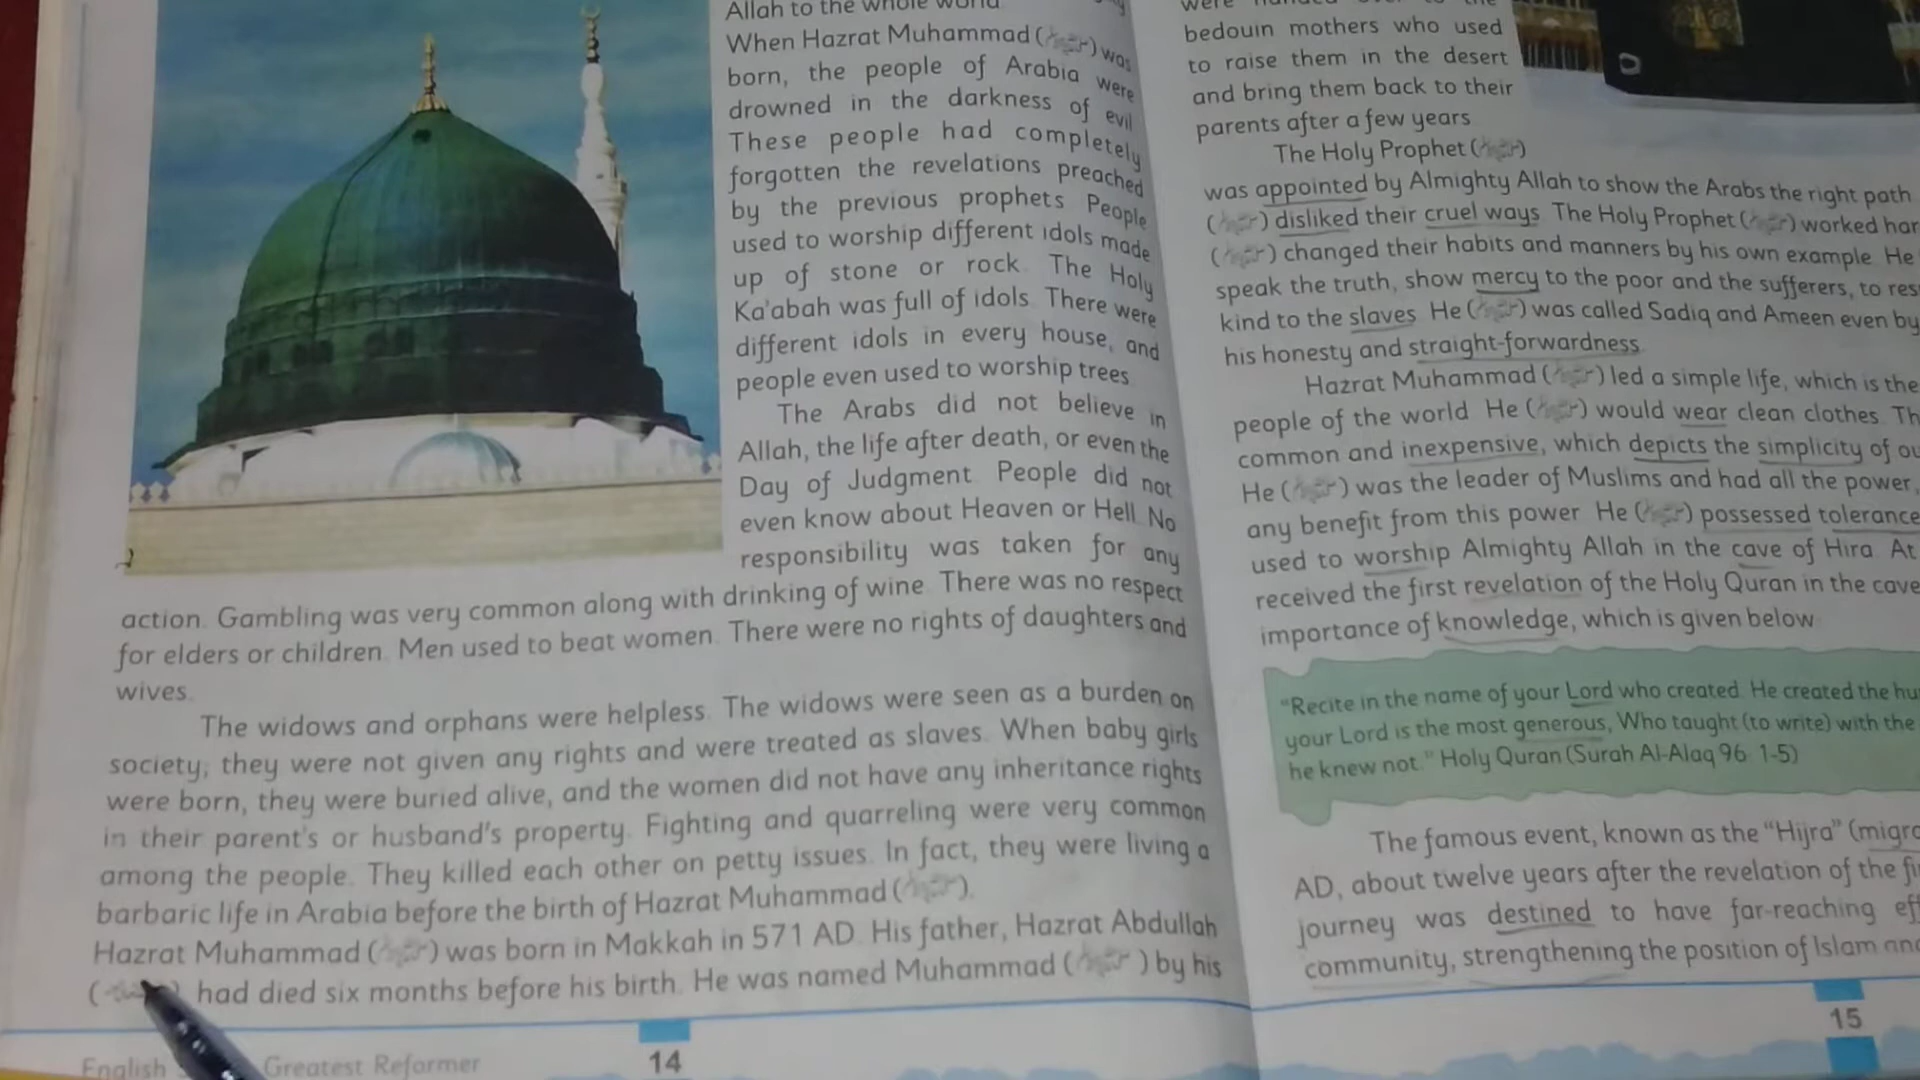 Allah to the whole world
When Hazrat Muhammad ( ) was
born, the people of Arabia were
drowned in the darkness of evil
These people had completely
forgotten the revelations preached
by the previous prophets People
used to worship different idols made
up of stone or rock The Holy
Ka'abah was full of idols There were
different idols in every house, and
people even used to worship trees
The Arabs did not believe in
Allah, the life after death, or even the
Day of Judgment People did not
even know about Heaven or Hell No
responsibility was taken for any
action. Gambling was very common along with drinking of wine There was no respect
for elders or children Men used to beat women. There were no rights of daughters and
wives.
The widows and orphans were helpless. The widows were seen as a burden on
society; they were not given any rights and were treated as slaves. When baby girls
were born, they were buried alive, and the women did not have any inheritance rights
in their parent's or husband's property. Fighting and quarreling were very common
among the people. They killed each other on petty issues. In fact, they were living a
barbaric life in Arabia before the birth of Hazrat Muhammad ( ).
Hazrat Muhammad ( ) was born in Makkah in 571 AD. His father, Hazrat Abdullah
( ) had died six months before his birth. He was named Muhammad ( ) by his
English Greatest Reformer
14
bedouin mothers who used
to raise them in the desert
and bring them back to their
parents after a few years
The Holy Prophet ( )
was appointed by Almighty Allah to show the Arabs the right path
( ) disliked their cruel ways The Holy Prophet ( ) worked har
( ) changed their habits and manners by his own example He
speak the truth, show mercy to the poor and the sufferers, to res
kind to the slaves He ( ) was called Sadiq and Ameen even by
his honesty and straight-forwardness
Hazrat Muhammad ( ) led a simple life, which is the
people of the world He ( ) would wear clean clothes Th
common and inexpensive, which depicts the simplicity of ou
He ( ) was the leader of Muslims and had all the power,
any benefit from this power He ( ) possessed tolerance
used to worship Almighty Allah in the cave of Hira At
received the first revelation of the Holy Quran in the cave
importance of knowledge, which is given below
"Recite in the name of your Lord who created He created the hu
your Lord is the most generous, Who taught (to write) with the
he knew not." Holy Quran (Surah Al-Alaq 96 1-5)
The famous event, known as the "Hijra" (migra
AD, about twelve years after the revelation of the fi
journey was destined to have far-reaching eff
community, strengthening the position of Islam and
15